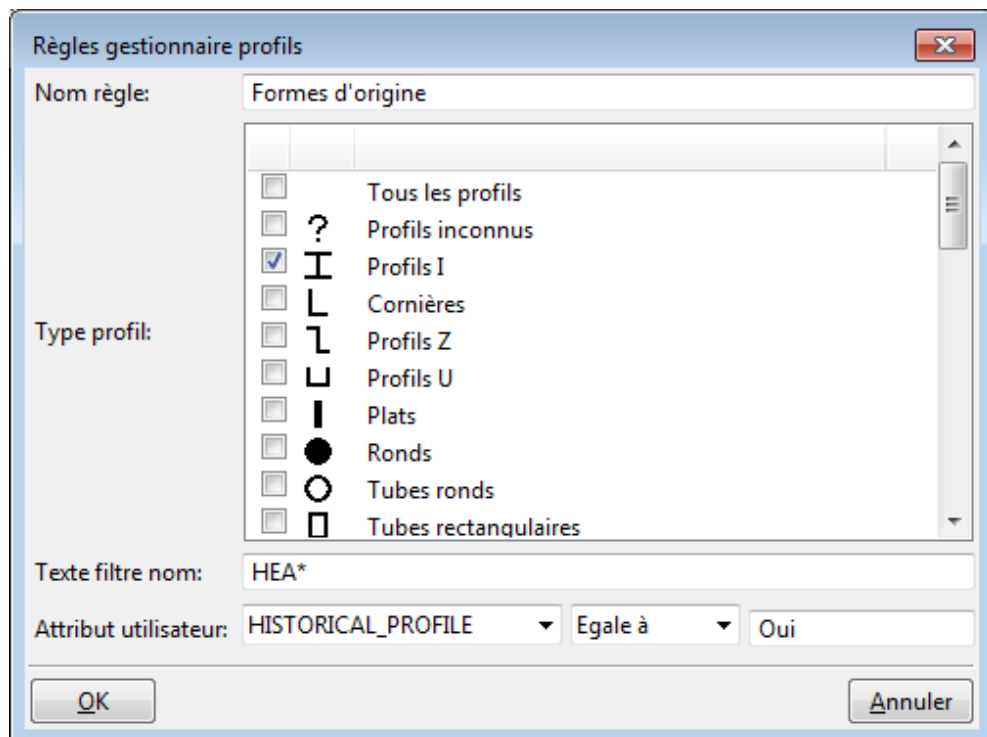 Règles gestionnaire profils
Nom règle: Formes d'origine
Type profil:
Tous les profils
? Profils inconnus
Profils I
Cornières
Profils Z
Profils U
Plats
Ronds
Tubes ronds
Tubes rectangulaires
Texte filtre nom: HEA*
Attribut utilisateur: HISTORICAL_PROFILE Egale à Oui
OK Annuler